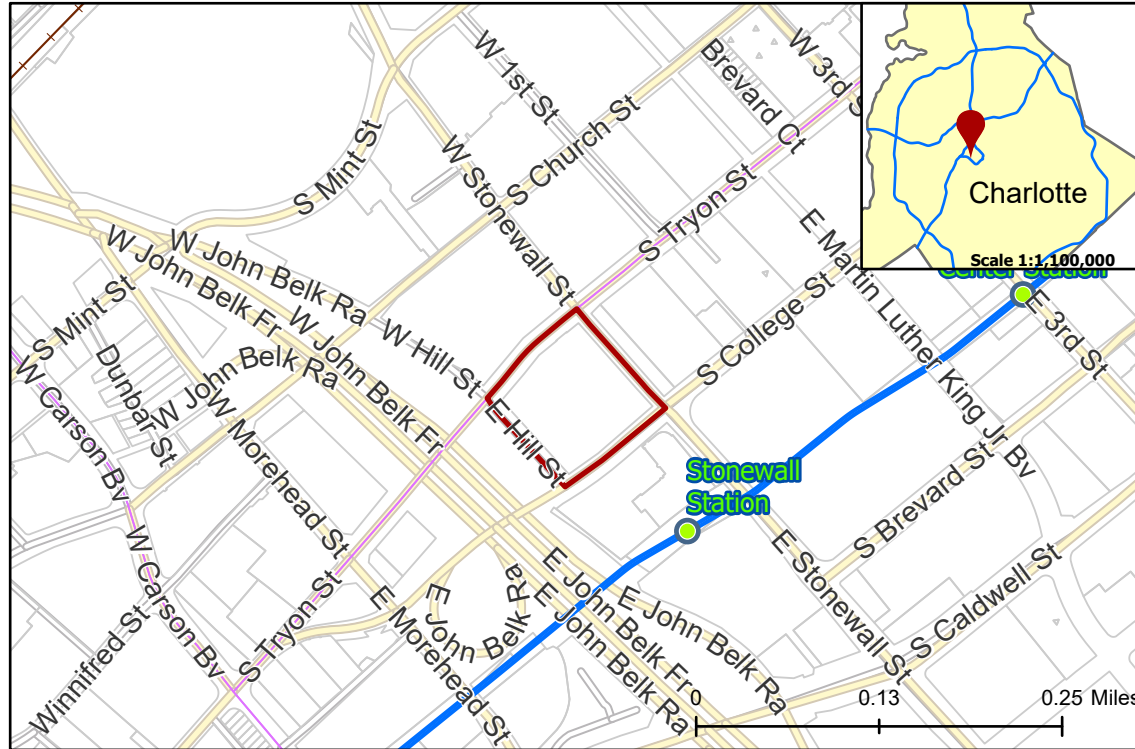 W 1st St
Brevard Ct
W 3rd S
W Stonewall St
S Church St
S Mint St
S Tryon St
E Martin Luther King Jr Bv
Charlotte
Scale 1:1,100,000
Center Station
E 3rd St
W John Belk Ra
W John Belk Fr
S Mint St
W Hill St
W John Belk Fr
S College St
Dunbar St
W John Belk Ra
W Carson Bv
E Hill St
W Morehead St
Stonewall
Station
S Brevard St
W Carson Bv
E Stonewall St
S Caldwell St
E John Belk Ra
E John Belk Fr
E John Belk Ra
E John Belk Ra
S Tryon St
E Morehead St
Winnifred St
0
0.13
0.25 Miles